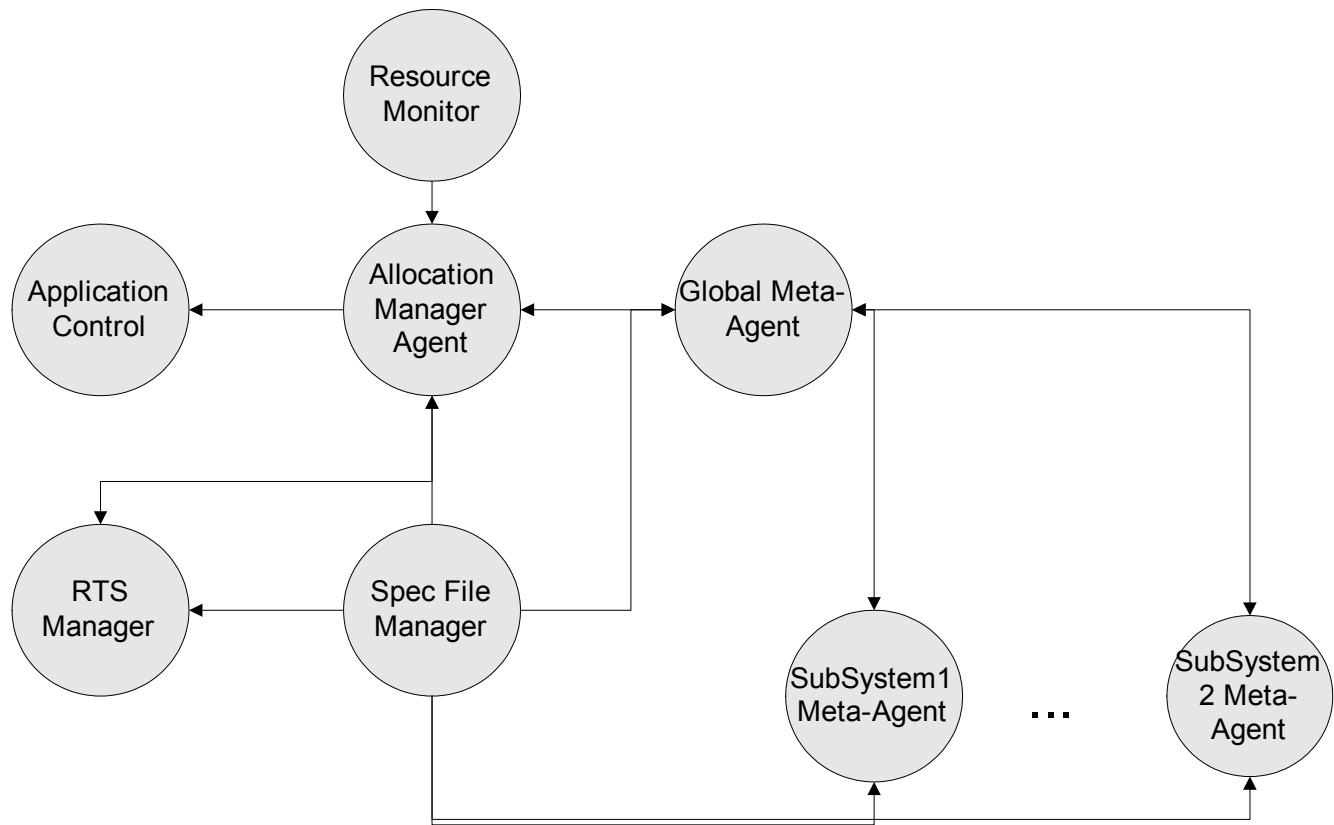 Resource
Monitor
Application
Control
Allocation
Manager
Agent
Global Meta-
Agent
RTS
Manager
Spec File
Manager
SubSystem1
Meta-Agent
...
SubSystem
2 Meta-
Agent